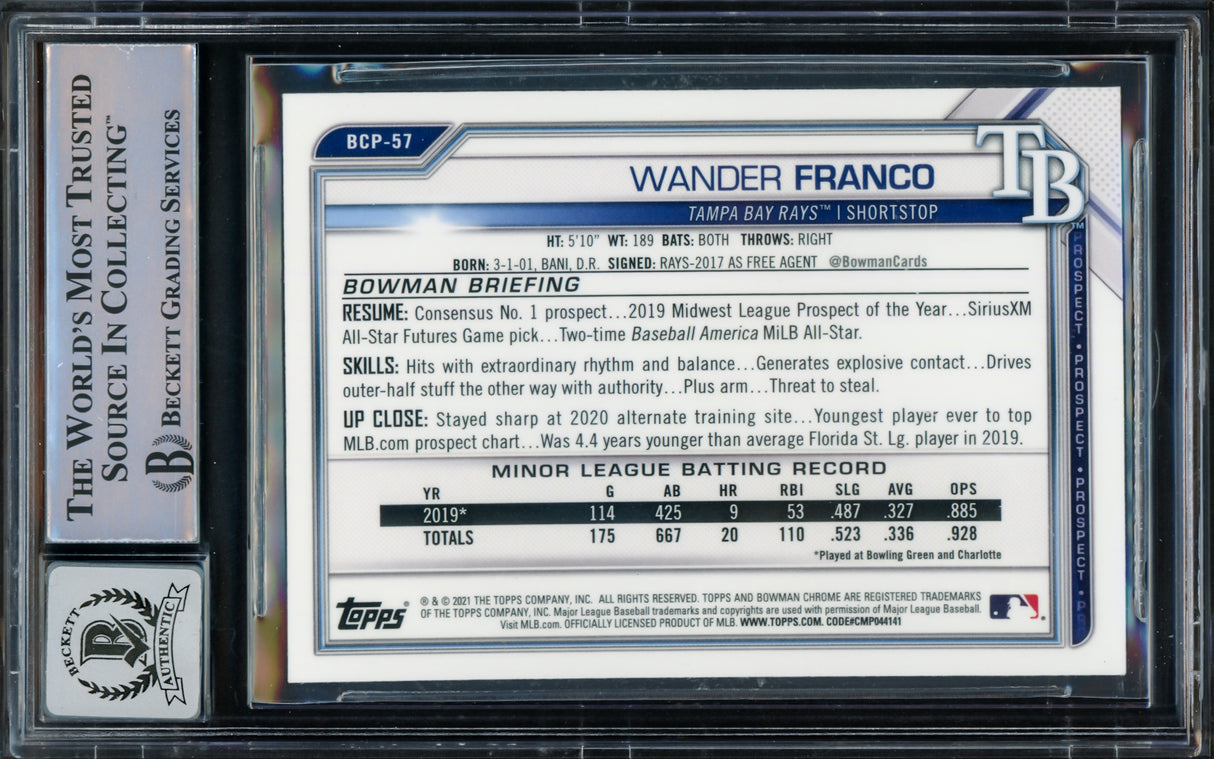 THE WORLD'S MOST TRUSTED
SOURCE IN COLLECTING™
B BECKETT GRADING SERVICES
BECKETT
B
AUTHENTIC
BCP-57
TB™
WANDER FRANCO
TAMPA BAY RAYS™ | SHORTSTOP
HT: 5'10" WT: 189 BATS: BOTH THROWS: RIGHT
BORN: 3-1-01, BANI, D.R. SIGNED: RAYS-2017 AS FREE AGENT @BowmanCards
BOWMAN BRIEFING
RESUME: Consensus No. 1 prospect...2019 Midwest League Prospect of the Year...SiriusXM
All-Star Futures Game pick...Two-time Baseball America MiLB All-Star.
SKILLS: Hits with extraordinary rhythm and balance...Generates explosive contact...Drives
outer-half stuff the other way with authority...Plus arm...Threat to steal.
UP CLOSE: Stayed sharp at 2020 alternate training site...Youngest player ever to top
MLB.com prospect chart...Was 4.4 years younger than average Florida St. Lg. player in 2019.
MINOR LEAGUE BATTING RECORD
YR G AB HR RBI SLG AVG OPS
2019* 114 425 9 53 .487 .327 .885
TOTALS 175 667 20 110 .523 .336 .928
*Played at Bowling Green and Charlotte
PROSPECT • PROSPECT • PROSPECT • PR
Topps®
® & © 2021 THE TOPPS COMPANY, INC. ALL RIGHTS RESERVED. TOPPS AND BOWMAN CHROME ARE REGISTERED TRADEMARKS
OF THE TOPPS COMPANY, INC. Major League Baseball trademarks and copyrights are used with permission of Major League Baseball.
Visit MLB.com. OFFICIALLY LICENSED PRODUCT OF MLB. WWW.TOPPS.COM. CODE#CMP044141